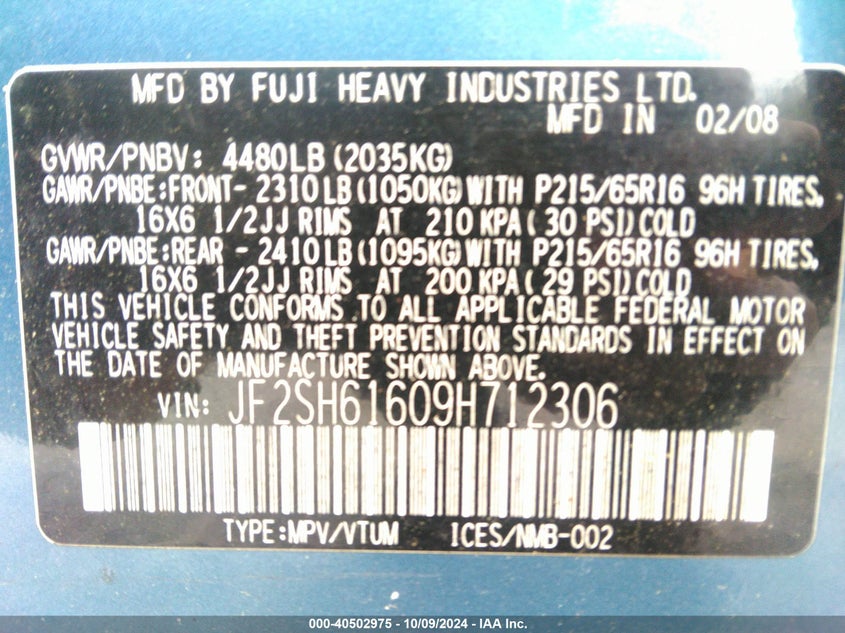 MFD BY FUJI HEAVY INDUSTRIES LTD.
MFD IN 02/08
GVWR/PNBV: 4480LB (2035KG)
GAWR/PNBE:FRONT- 2310LB (1050KG) WITH P215/65R16 96H TIRES,
16X6 1/2JJ RIMS AT 210 KPA ( 30 PSI) COLD
GAWR/PNBE:REAR - 2410LB (1095KG) WITH P215/65R16 96H TIRES,
16X6 1/2JJ RIMS AT 200 KPA ( 29 PSI) COLD
THIS VEHICLE CONFORMS TO ALL APPLICABLE FEDERAL MOTOR
VEHICLE SAFETY AND THEFT PREVENTION STANDARDS IN EFFECT ON
THE DATE OF MANUFACTURE SHOWN ABOVE.
VIN: JF2SH61609H712306
TYPE:MPV/VTUM ICES/NMB-002
000-40502975 - 10/09/2024 - IAA Inc.